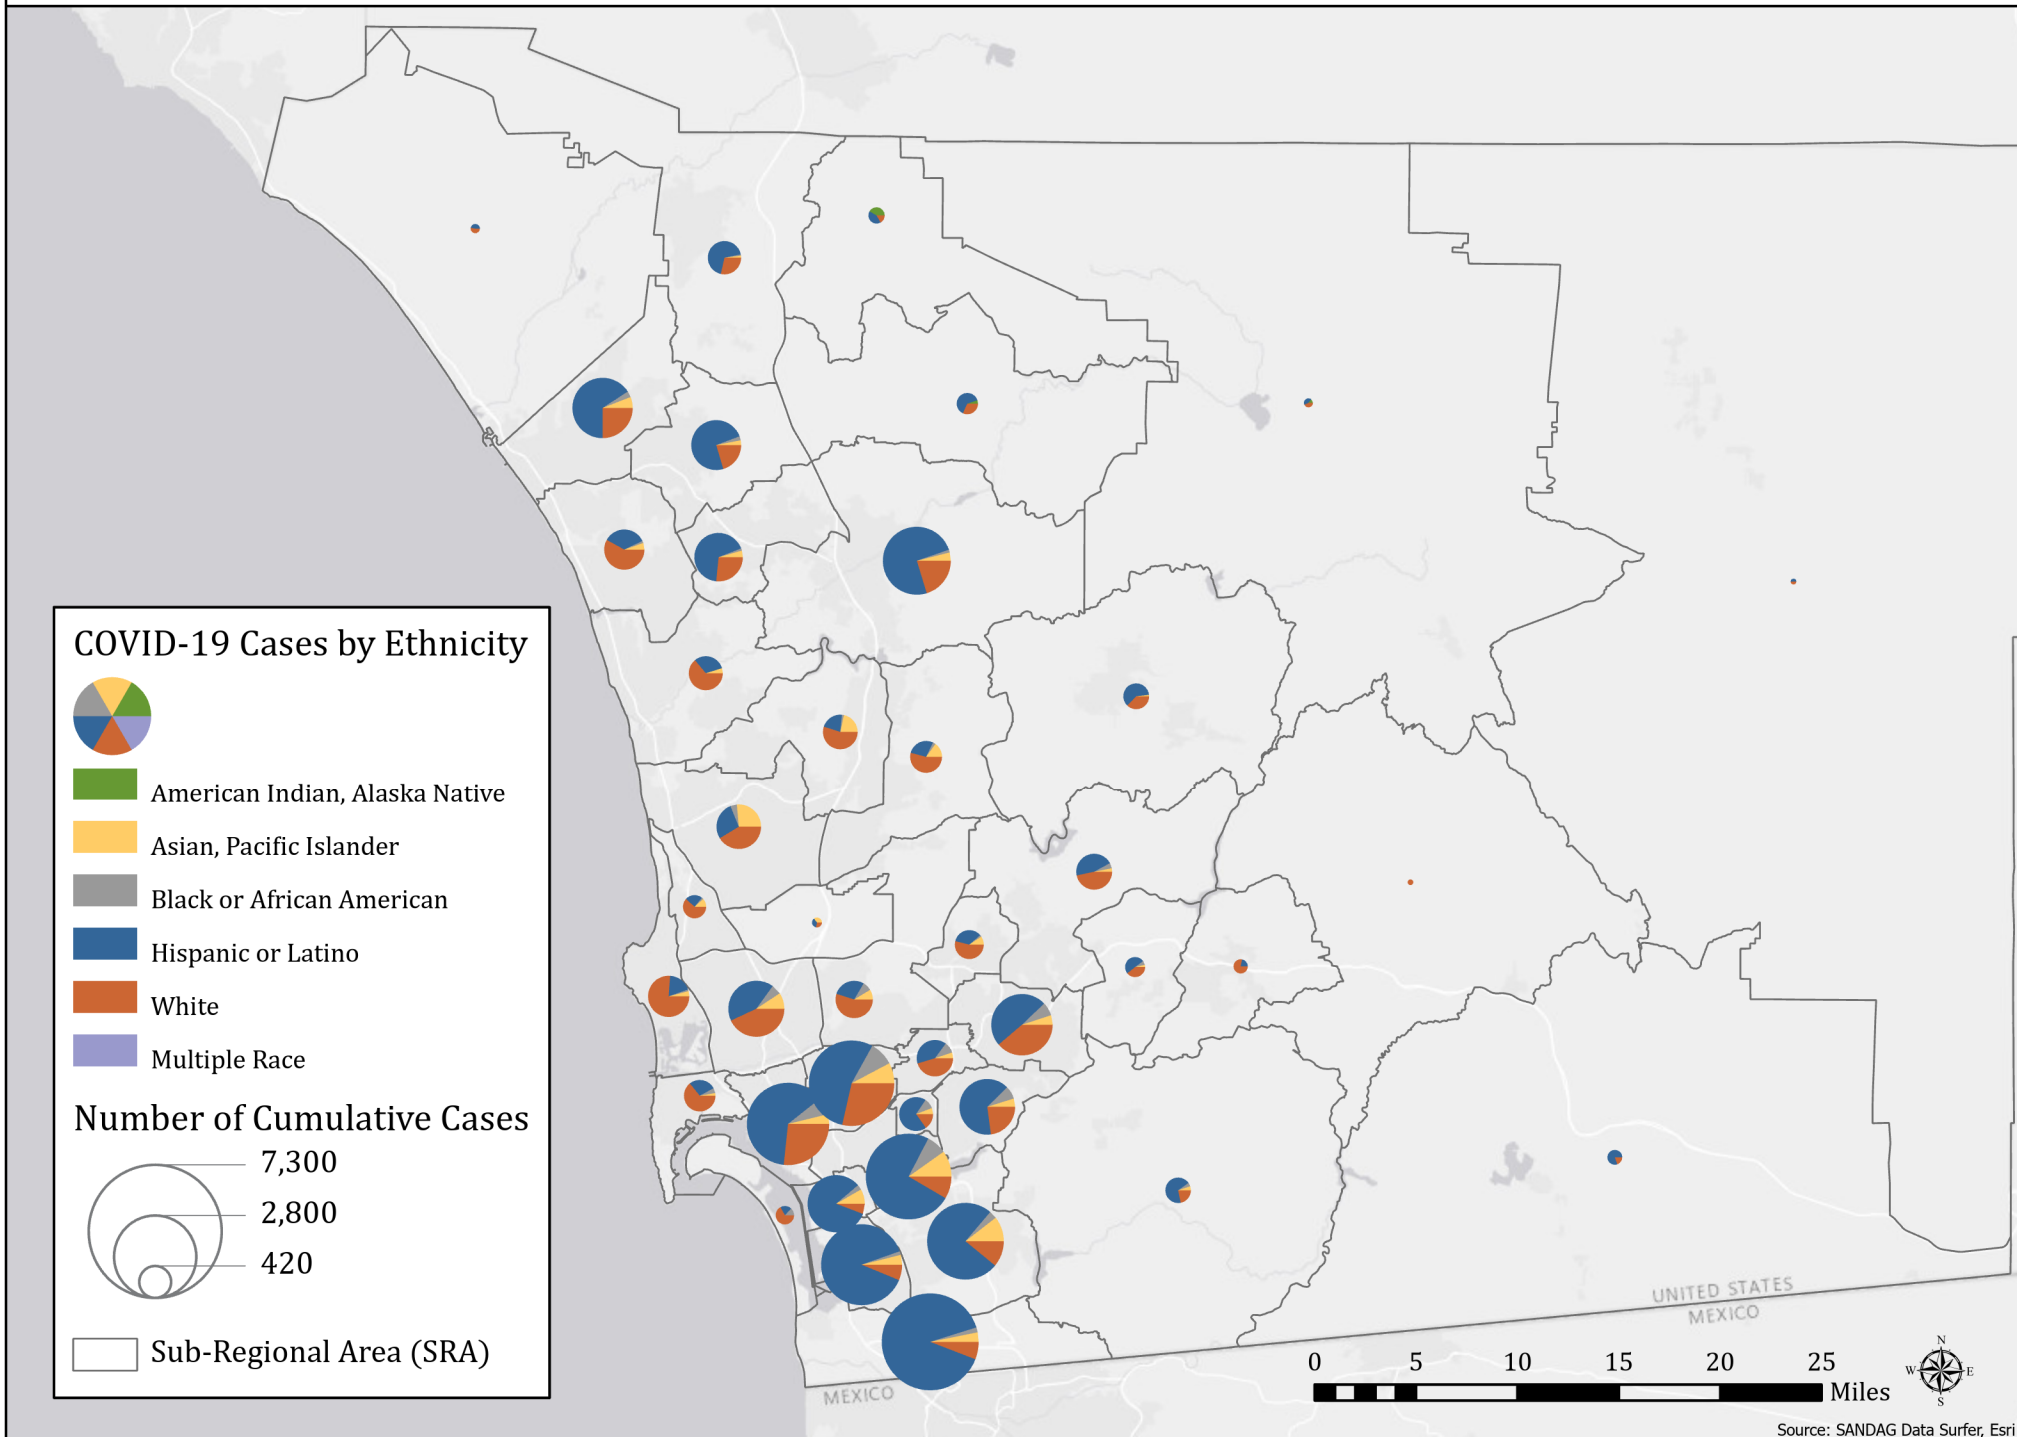 COVID-19 Cases by Ethnicity
American Indian, Alaska Native
Asian, Pacific Islander
Black or African American
Hispanic or Latino
White
Multiple Race
Number of Cumulative Cases
7,300
2,800
420
Sub-Regional Area (SRA)
UNITED STATES
MEXICO
MEXICO
0 5 10 15 20 25
Miles
N
W E
S
Source: SANDAG Data Surfer, Esri